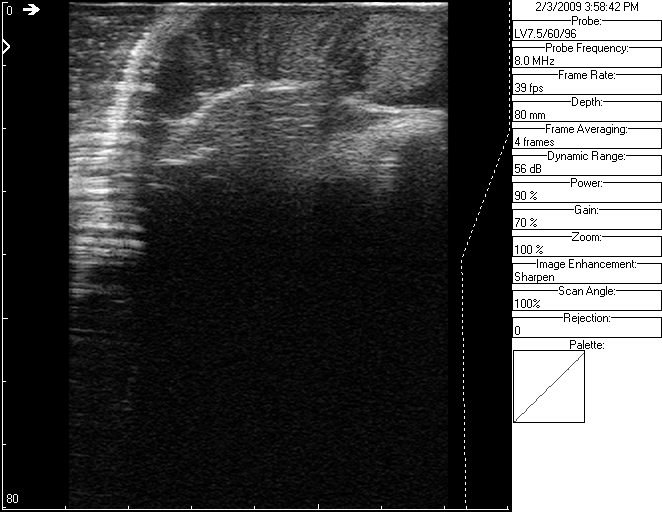 0
80
2/3/2009 3:58:42 PM
Probe:
LV7.5/60/96
Probe Frequency:
8.0 MHz
Frame Rate:
39 fps
Depth:
80 mm
Frame Averaging:
4 frames
Dynamic Range:
56 dB
Power:
90 %
Gain:
70 %
Zoom:
100 %
Image Enhancement:
Sharpen
Scan Angle:
100%
Rejection:
0
Palette: